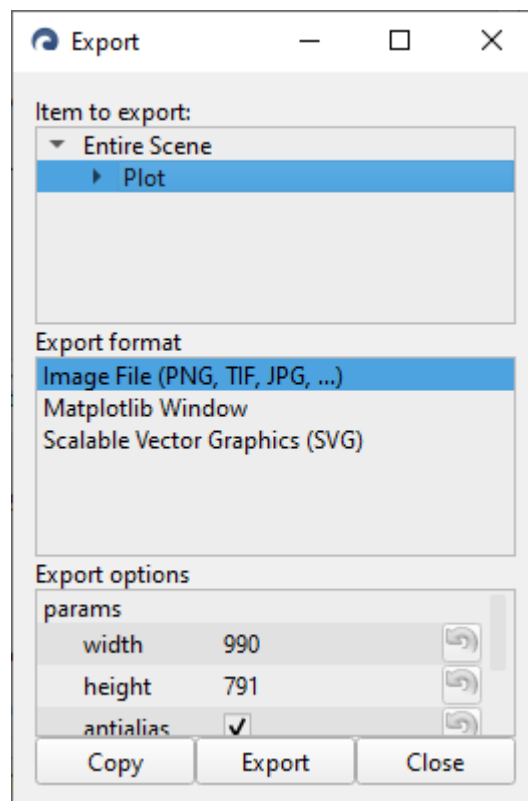 Export
Item to export:
Entire Scene
Plot
Export format
Image File (PNG, TIF, JPG, ...)
Matplotlib Window
Scalable Vector Graphics (SVG)
Export options
params
width 990
height 791
antialias
Copy Export Close